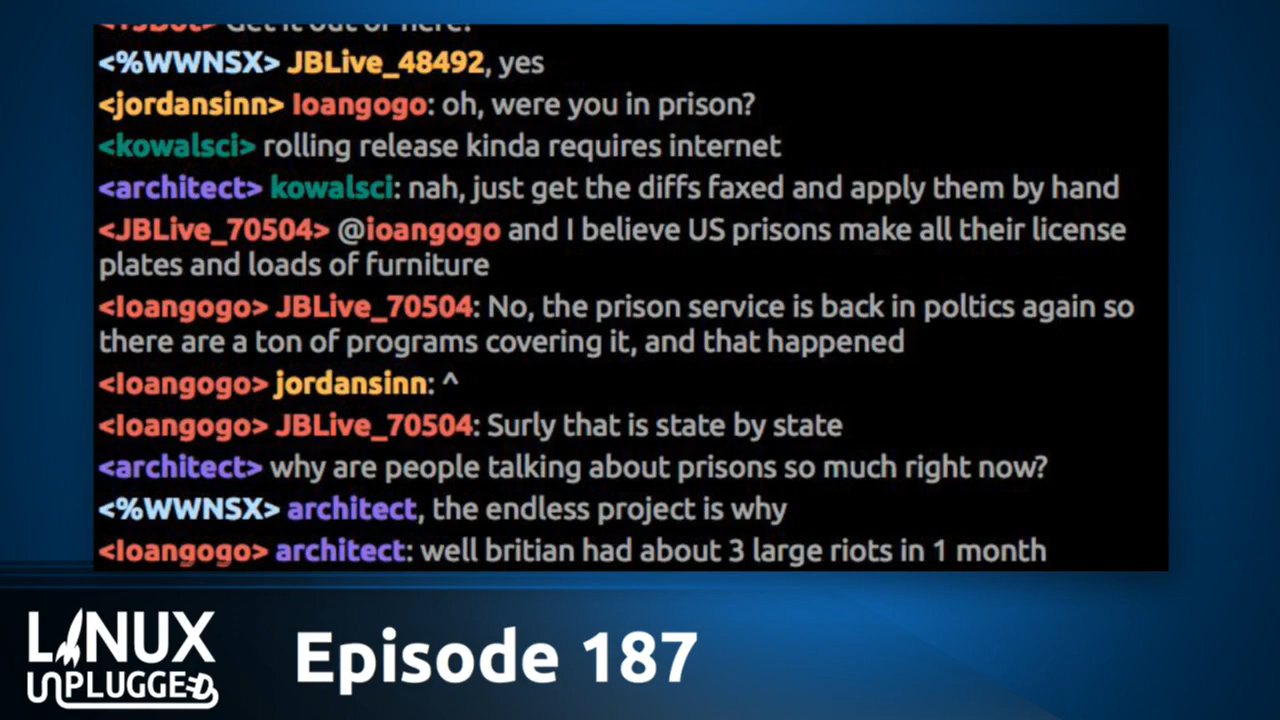 Get it out of here!
<%WWNSX> JBLive_48492, yes
<jordansinn> Ioangogo: oh, were you in prison?
<kowalsci> rolling release kinda requires internet
<architect> kowalsci: nah, just get the diffs faxed and apply them by hand
<JBLive_70504> @ioangogo and I believe US prisons make all their license
plates and loads of furniture
<Ioangogo> JBLive_70504: No, the prison service is back in poltics again so
there are a ton of programs covering it, and that happened
<Ioangogo> jordansinn: ^
<Ioangogo> JBLive_70504: Surly that is state by state
<architect> why are people talking about prisons so much right now?
<%WWNSX> architect, the endless project is why
<Ioangogo> architect: well britian had about 3 large riots in 1 month
LINUX
UNPLUGGED
Episode 187